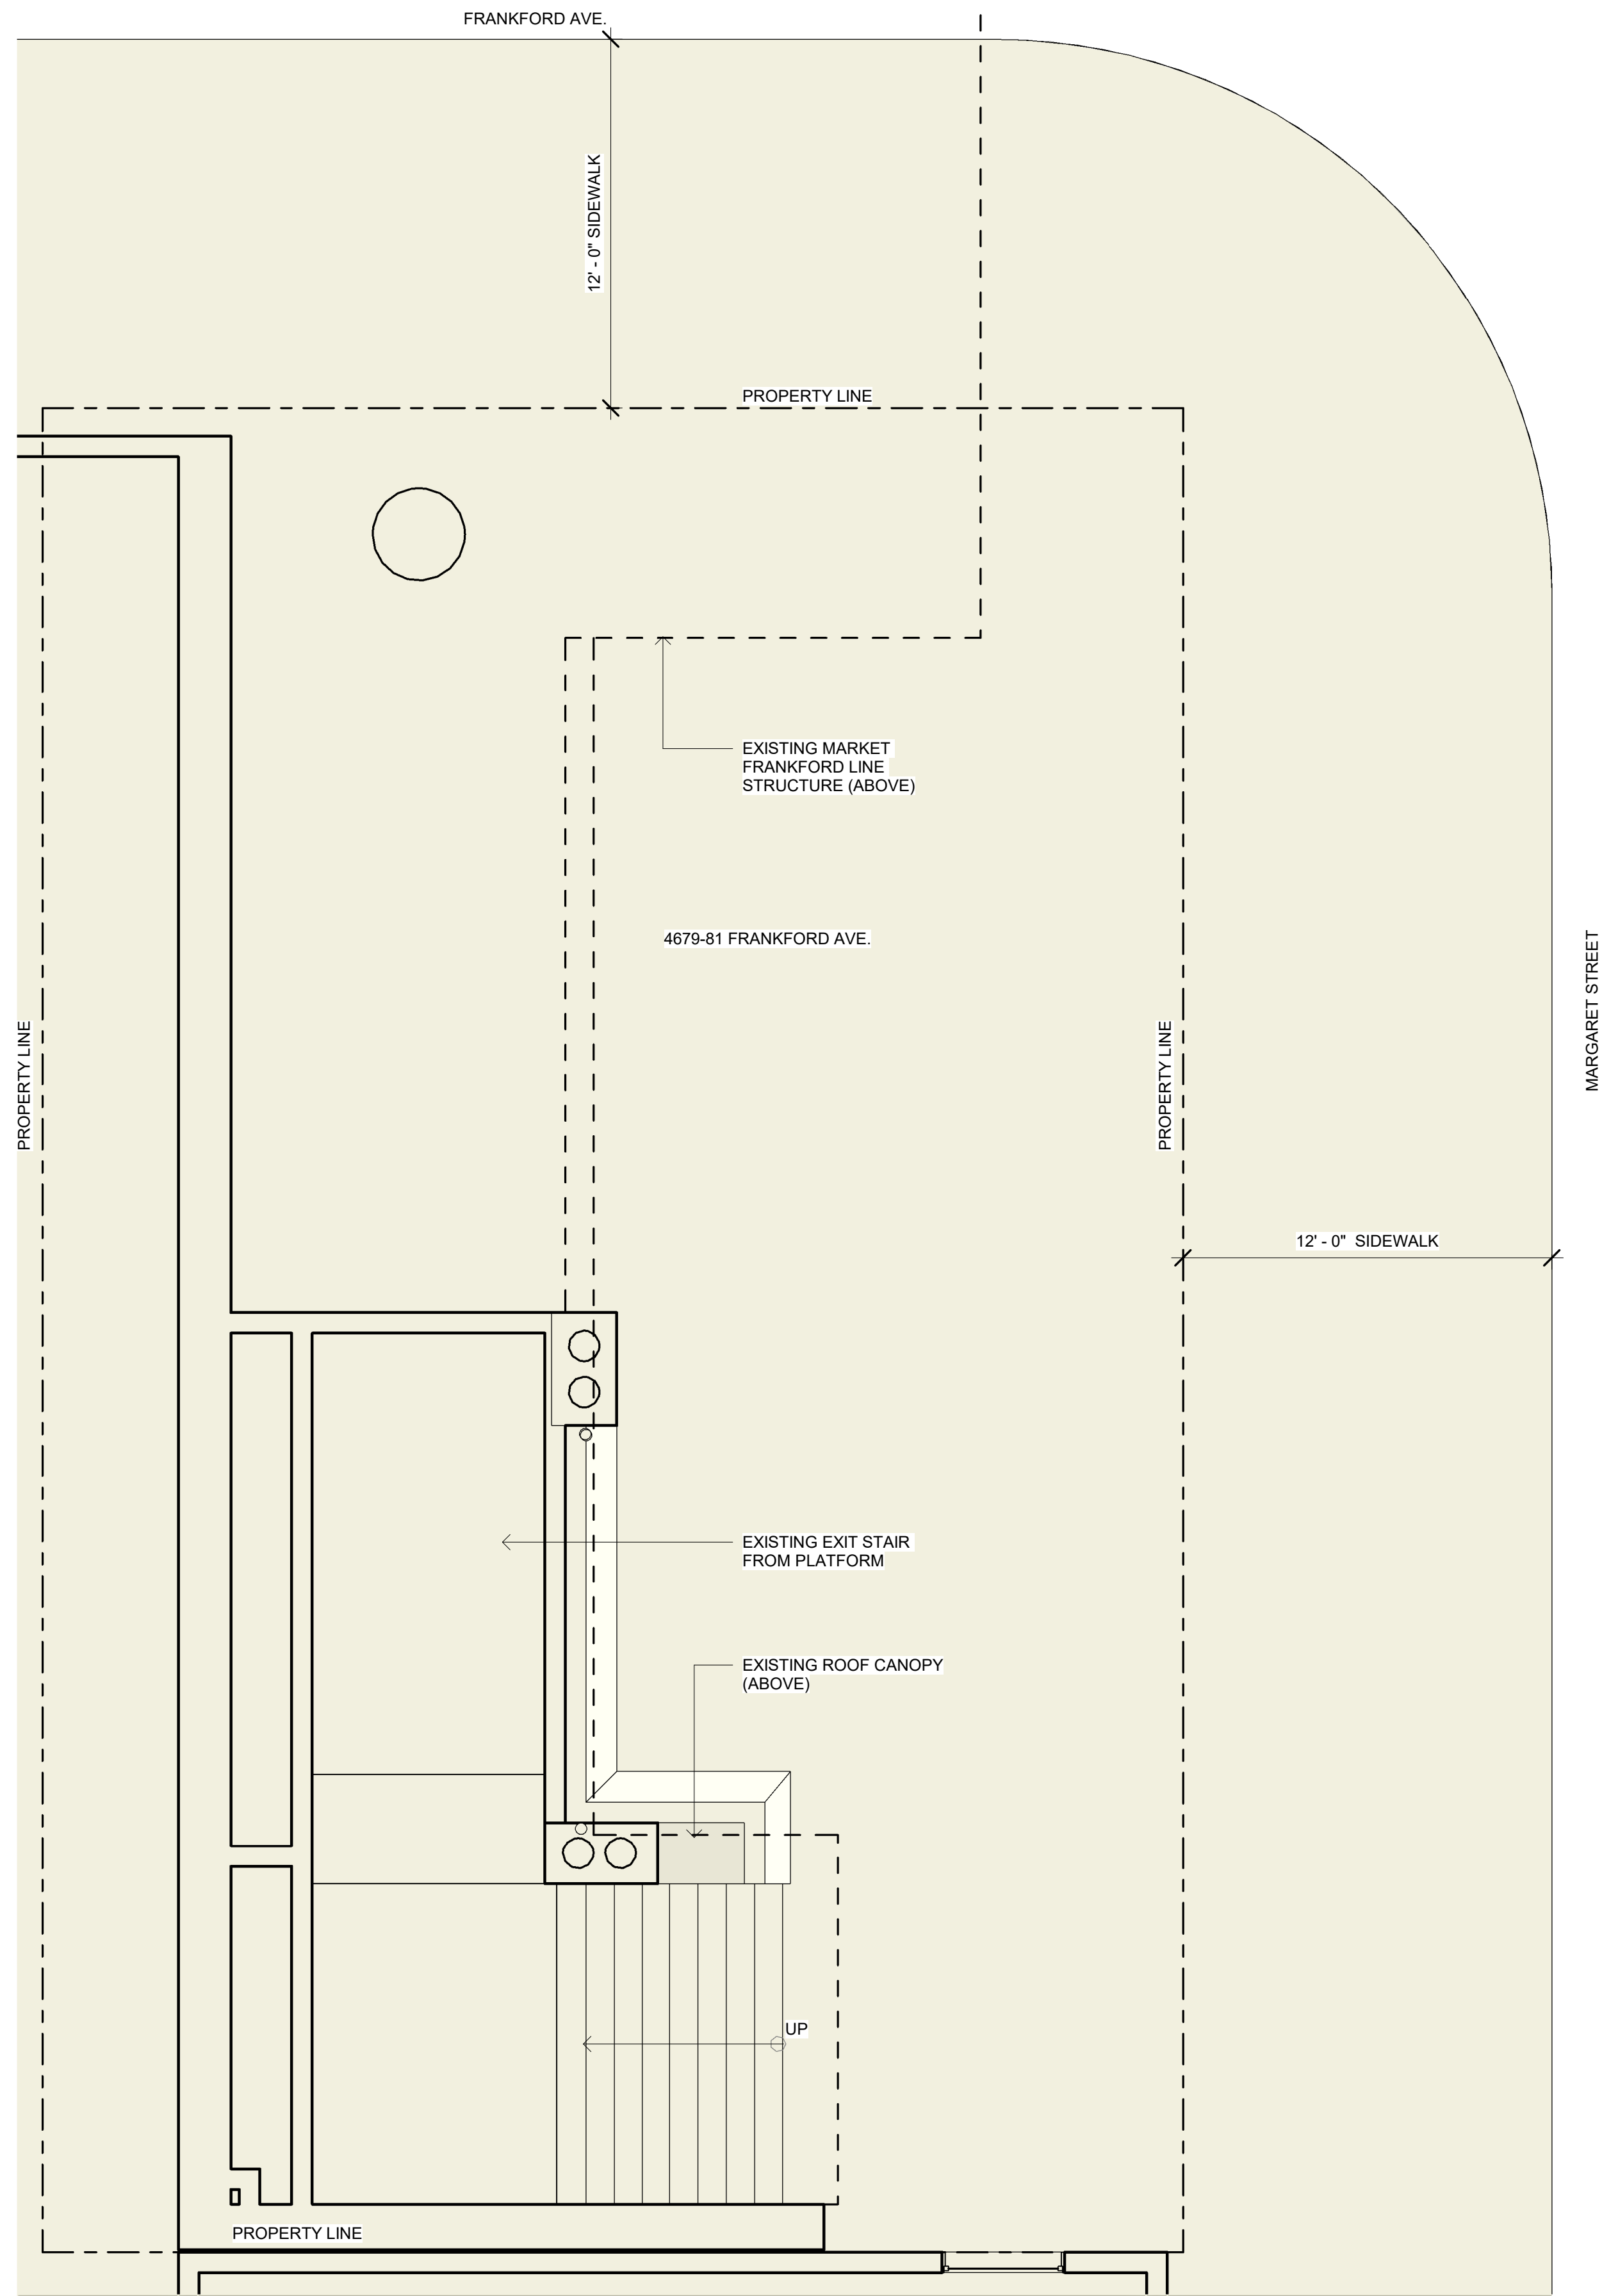 FRANKFORD AVE.
12' - 0" SIDEWALK
PROPERTY LINE
EXISTING MARKET
FRANKFORD LINE
STRUCTURE (ABOVE)
4679-81 FRANKFORD AVE.
PROPERTY LINE
PROPERTY LINE
MARGARET STREET
12' - 0" SIDEWALK
EXISTING EXIT STAIR
FROM PLATFORM
EXISTING ROOF CANOPY
(ABOVE)
UP
PROPERTY LINE